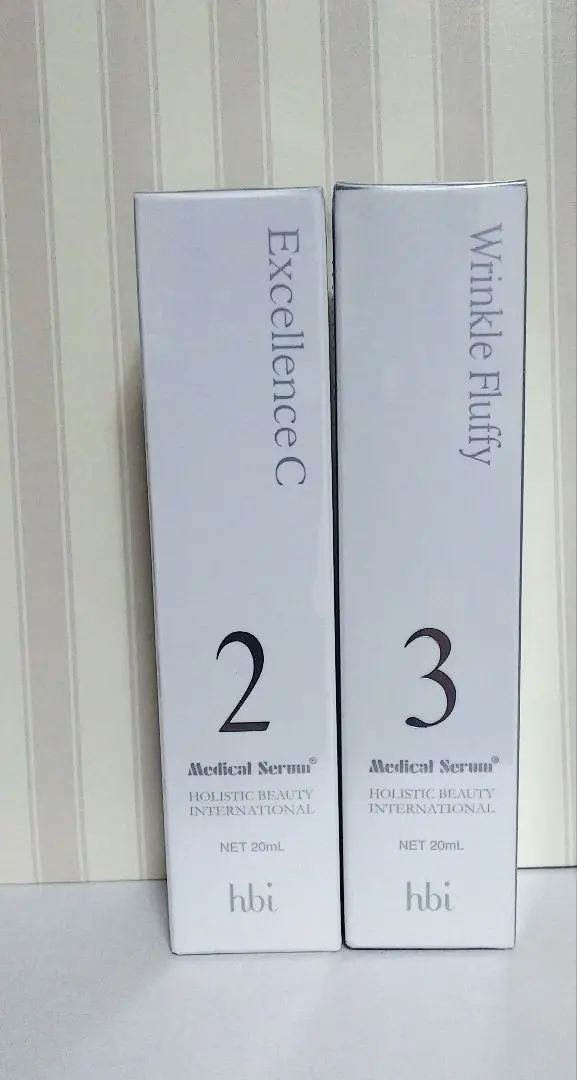 Excellence C
2
Medical Serum®
HOLISTIC BEAUTY
INTERNATIONAL
NET 20mL
hbi
Wrinkle Fluffy
3
Medical Serum®
HOLISTIC BEAUTY
INTERNATIONAL
NET 20mL
hbi